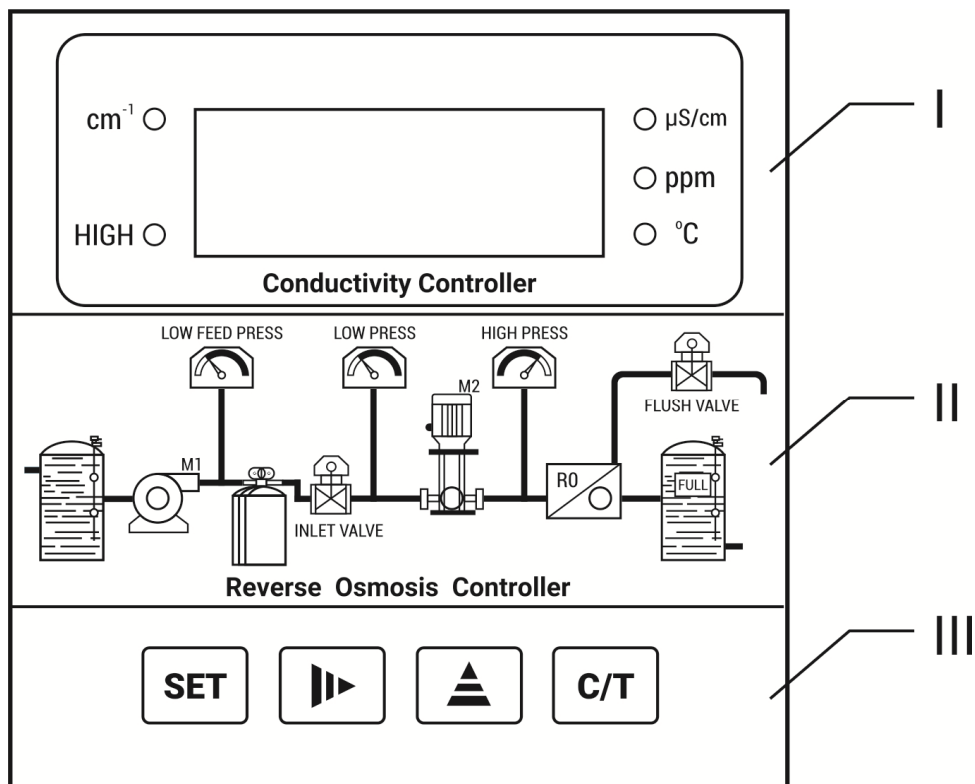 cm⁻¹
µS/cm
I
ppm
HIGH
ºC
Conductivity Controller
LOW FEED PRESS
LOW PRESS
HIGH PRESS
M2
FLUSH VALVE
II
M1
RO
FULL
INLET VALVE
Reverse Osmosis Controller
III
SET
C/T